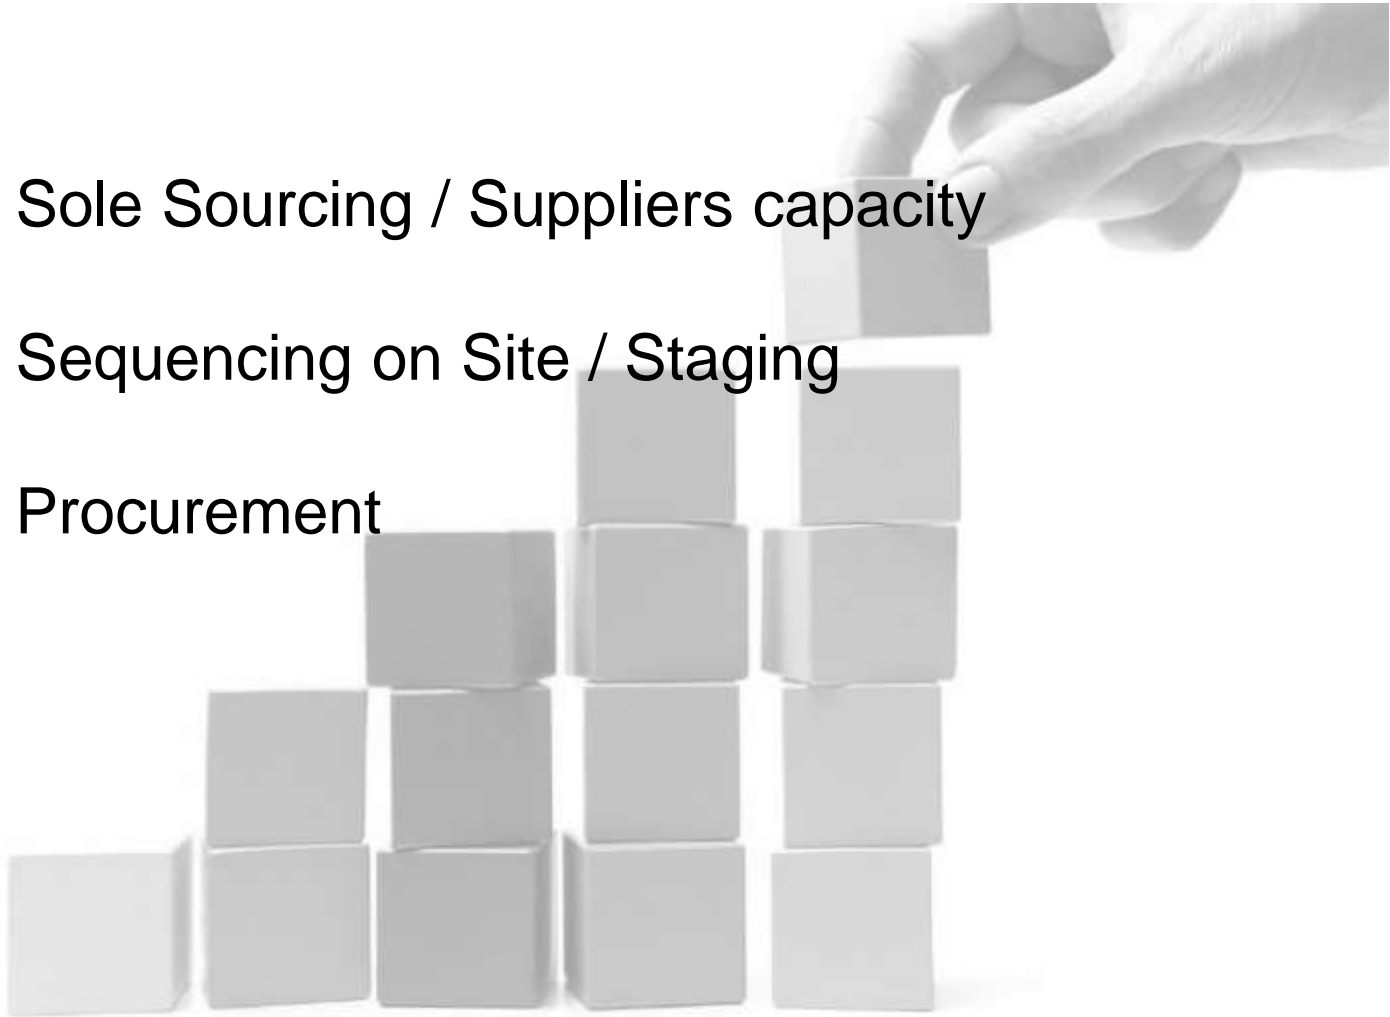 Sole Sourcing / Suppliers capacity
Sequencing on Site / Staging
Procurement